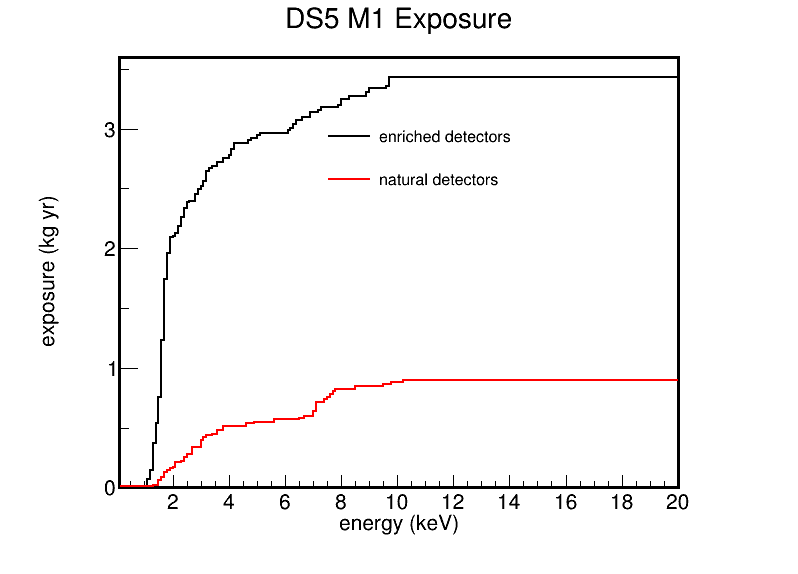 DS5 M1 Exposure
exposure (kg yr)
3
2
1
0
enriched detectors
natural detectors
2 4 6 8 10 12 14 16 18 20
energy (keV)